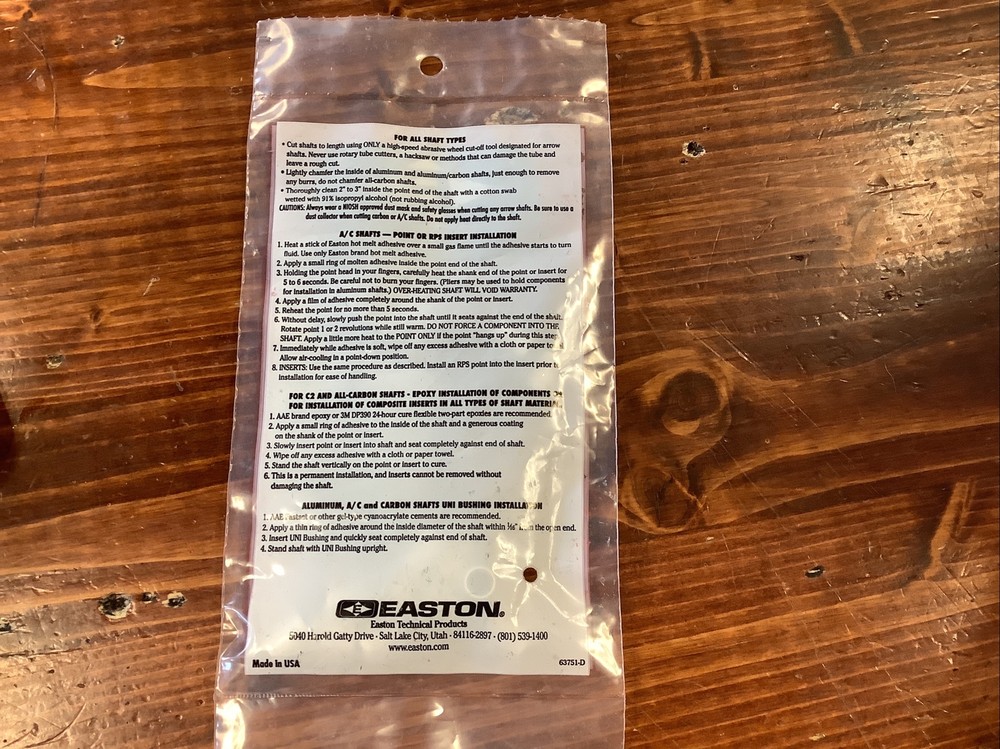 FOR ALL SHAFT TYPES
• Cut shafts to length using ONLY a high-speed abrasive wheel cut-off tool designated for arrow
shafts. Never use rotary tube cutters, a hacksaw or methods that can damage the tube and
leave a rough cut.
• Lightly chamfer the inside of aluminum and aluminum/carbon shafts, just enough to remove
any burrs, do not chamfer all-carbon shafts.
• Thoroughly clean 2" to 3" inside the point end of the shaft with a cotton swab
wetted with 91% isopropyl alcohol (not rubbing alcohol).
CAUTIONS: Always wear a NIOSH approved dust mask and safety glasses when cutting any arrow shafts. Be sure to use a
dust collector when cutting carbon or A/C shafts. Do not apply heat directly to the shaft.
A/C SHAFTS — POINT OR RPS INSERT INSTALLATION
1. Heat a stick of Easton hot melt adhesive over a small gas flame until the adhesive starts to turn
fluid. Use only Easton brand hot melt adhesive.
2. Apply a small ring of molten adhesive inside the point end of the shaft.
3. Holding the point head in your fingers, carefully heat the shank end of the point or insert for
5 to 6 seconds. Be careful not to burn your fingers. (Pliers may be used to hold components
for installation in aluminum shafts.) OVER-HEATING SHAFT WILL VOID WARRANTY.
4. Apply a film of adhesive completely around the shank of the point or insert.
5. Reheat the point for no more than 5 seconds.
6. Without delay, slowly push the point into the shaft until it seats against the end of the shaft.
Rotate point 1 or 2 revolutions while still warm. DO NOT FORCE A COMPONENT INTO THE
SHAFT. Apply a little more heat to the POINT ONLY if the point "hangs up" during this step
7. Immediately while adhesive is soft, wipe off any excess adhesive with a cloth or paper
Allow air-cooling in a point-down position.
8. INSERTS: Use the same procedure as described. Install an RPS point into the insert prior to
installation for ease of handling.
FOR C2 AND ALL-CARBON SHAFTS - EPOXY INSTALLATION OF COMPONENTS
FOR INSTALLATION OF COMPOSITE INSERTS IN ALL TYPES OF SHAFT
1. AAE brand epoxy or 3M DP390 24-hour cure flexible two-part epoxies are recommended.
2. Apply a small ring of adhesive to the inside of the shaft and a generous coating
on the shank of the point or insert.
3. Slowly insert point or insert into shaft and seat completely against end of shaft.
4. Wipe off any excess adhesive with a cloth or paper towel.
5. Stand the shaft vertically on the point or insert to cure.
6. This is a permanent installation, and inserts cannot be removed without
damaging the shaft.
ALUMINUM, A/C and CARBON SHAFTS UNI BUSHING INSTALLATION
1. AAE Fastset or other gel-type cyanoacrylate cements are recommended.
2. Apply a thin ring of adhesive around the inside diameter of the shaft within from the open end.
3. Insert UNI Bushing and quickly seat completely against end of shaft.
4. Stand shaft with UNI Bushing upright.
EASTON®
Easton Technical Products
5040 Harold Gatty Drive - Salt Lake City, Utah - 84116-2897 - (801) 539-1400
www.easton.com
Made in USA 63751-D